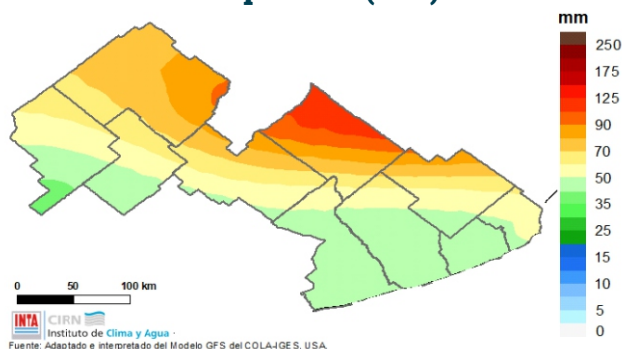 mm
250
175
125
90
70
50
35
25
15
10
5
0
0 50 100 km
INTA CIRN
Instituto de Clima y Agua
Fuente: Adaptado e interpretado del Modelo GFS del COLA-IGES, USA.